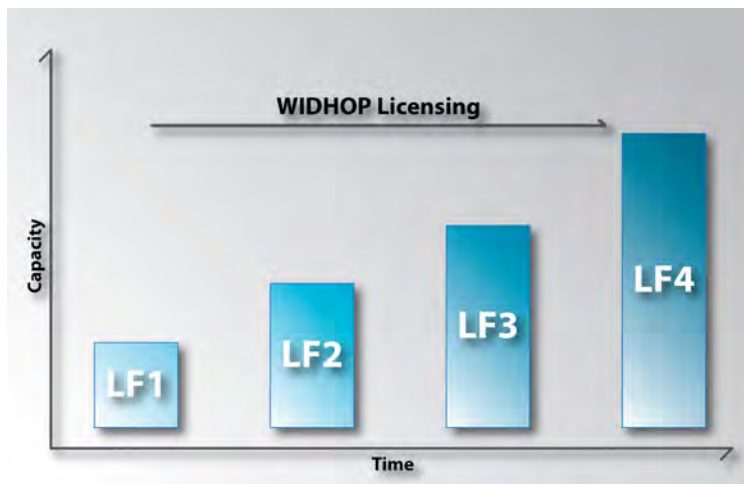 WIDHOP Licensing
Capacity
LF1
LF2
LF3
LF4
Time